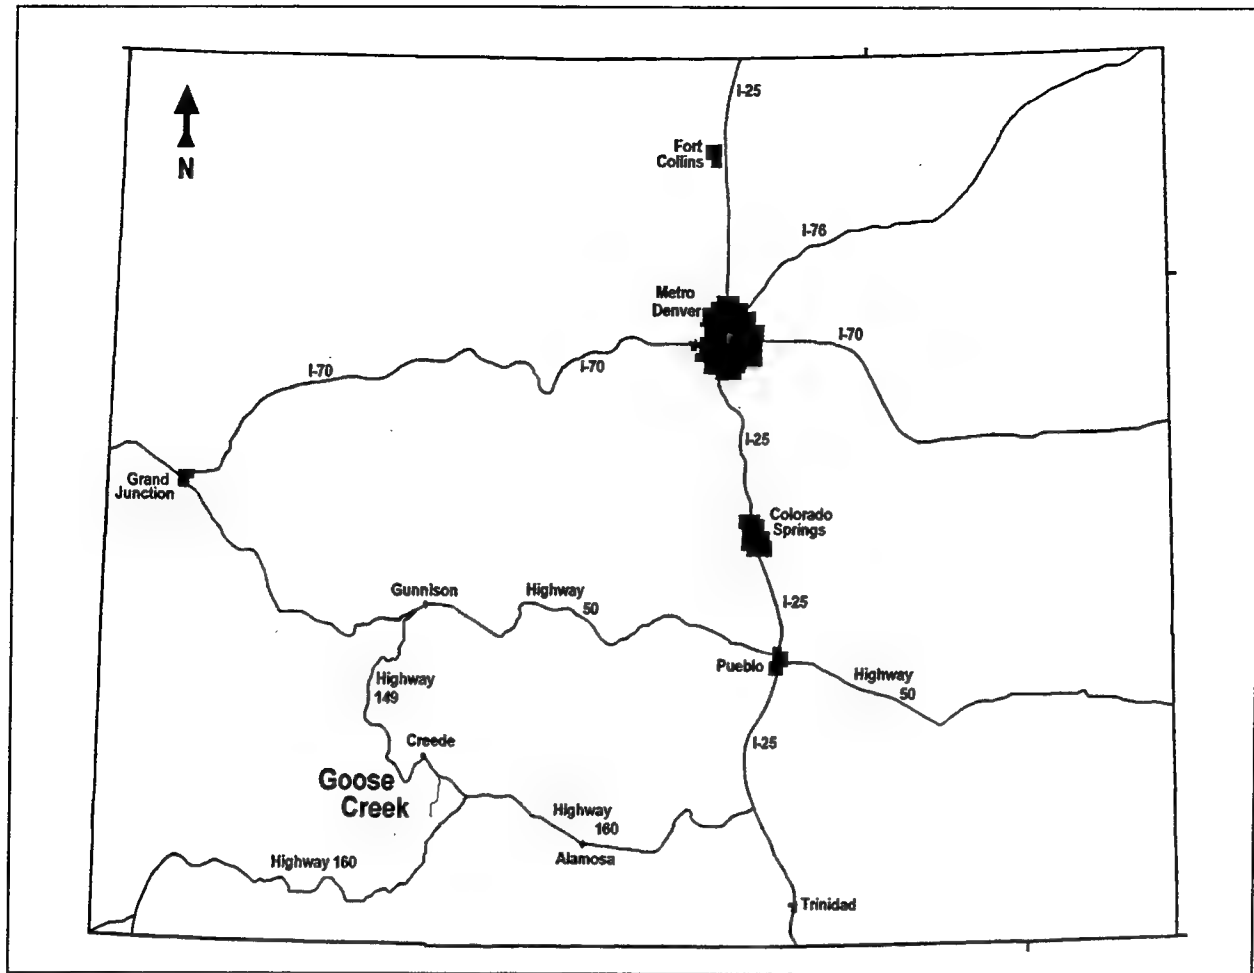 I-25
Fort
Collins
N
I-76
Metro
Denver
I-70
I-70
I-70
I-25
Grand
Junction
Colorado
Springs
Gunnison
Highway
50
I-25
Pueblo
Highway
50
Highway
149
I-25
Creede
Goose
Creek
Highway
160
Alamosa
Highway 160
Trinidad